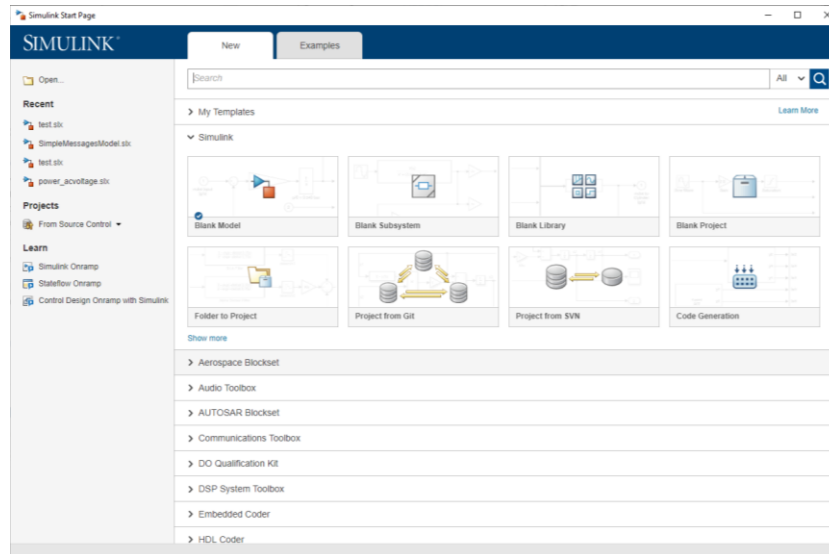 Simulink Start Page
SIMULINK®
New
Examples
Open...
Recent
test.slx
SimpleMessagesModel.slx
test.slx
power_acvoltage.slx
Projects
From Source Control
Learn
Simulink Onramp
Stateflow Onramp
Control Design Onramp with Simulink
Search
All
My Templates
Learn More
Simulink
Blank Model
Blank Subsystem
Blank Library
Blank Project
Folder to Project
Project from Git
Project from SVN
Code Generation
Show more
Aerospace Blockset
Audio Toolbox
AUTOSAR Blockset
Communications Toolbox
DO Qualification Kit
DSP System Toolbox
Embedded Coder
HDL Coder